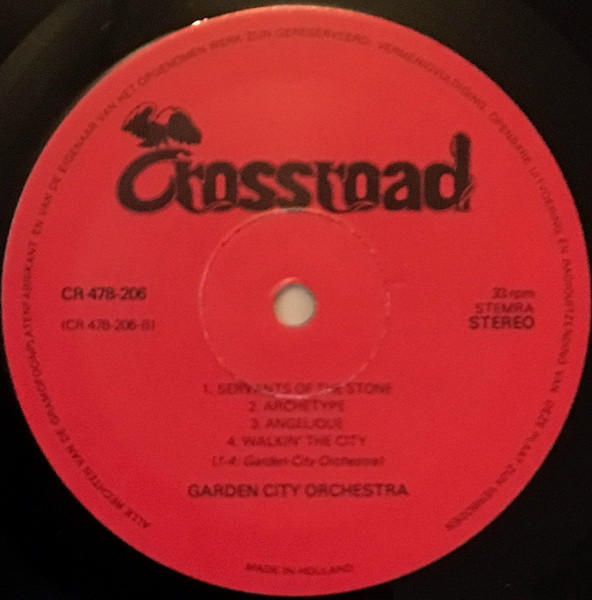 ALLE RECHTEN VAN DE GRAMOFOONPLATENFABRIKANT EN VAN DE EIGENAAR VAN HET OPGENOMEN WERK ZIJN GERESERVEERD. VERMENIGVULDIGING, OPENBARE UITVOERING EN RADIOUITZENDING VAN DEZE PLAAT ZIJN VERBODEN
Crossroad
CR 478-206
(CR 478-206-B)
33 rpm
STEMRA
STEREO
1. SERVANTS OF THE STONE
2. ARCHETYPE
3. ANGELIQUE
4. WALKIN' THE CITY
(1-4: Garden City Orchestra)
GARDEN CITY ORCHESTRA
MADE IN HOLLAND